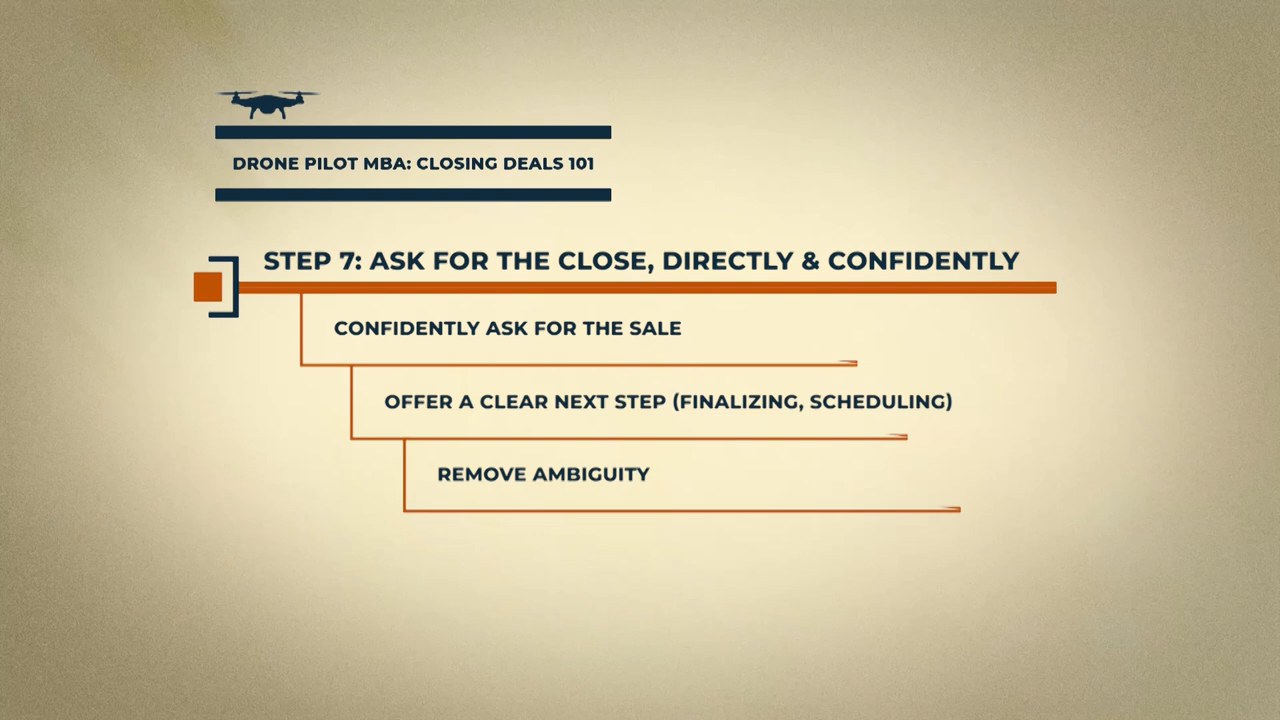 DRONE PILOT MBA: CLOSING DEALS 101
STEP 7: ASK FOR THE CLOSE, DIRECTLY & CONFIDENTLY
CONFIDENTLY ASK FOR THE SALE
OFFER A CLEAR NEXT STEP (FINALIZING, SCHEDULING)
REMOVE AMBIGUITY